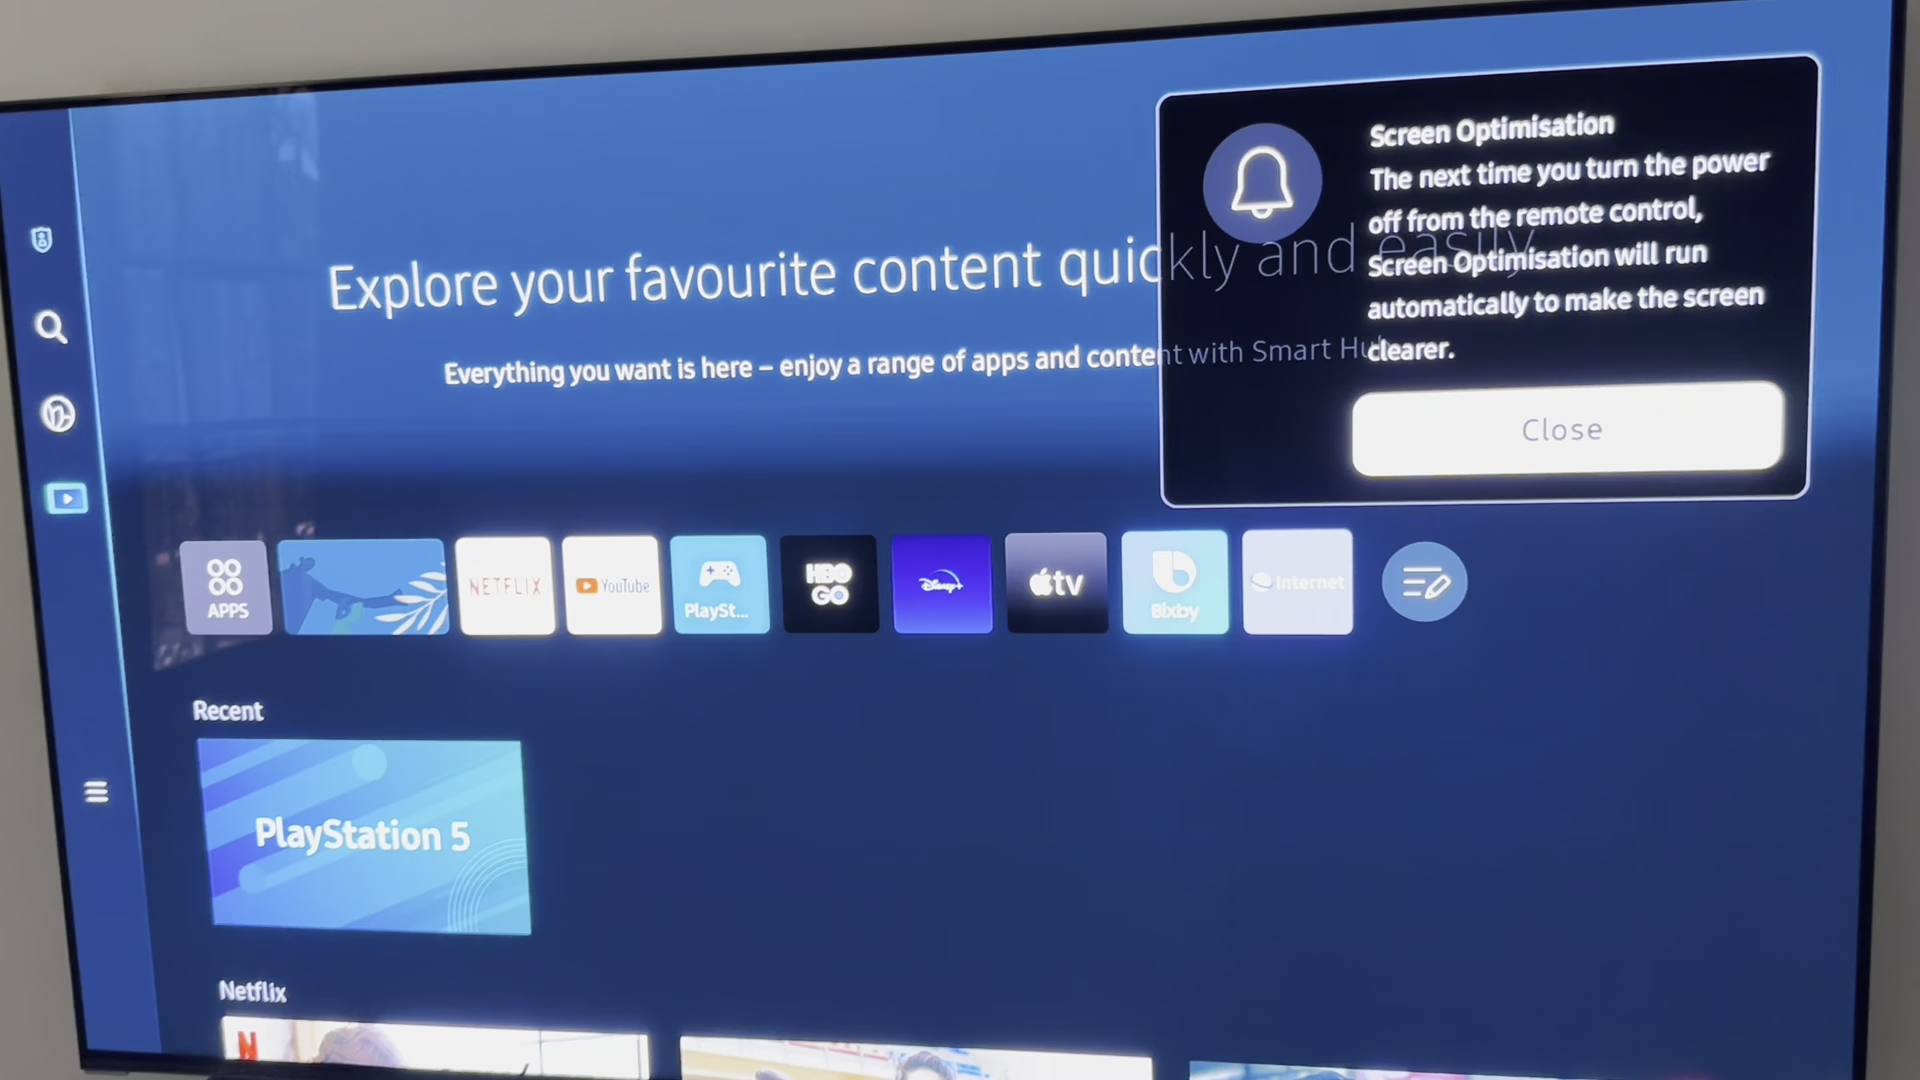 Screen Optimisation
The next time you turn the power
off from the remote control,
Screen Optimisation will run
automatically to make the screen
clearer.
Close
Explore your favourite content quickly and easily
Everything you want is here – enjoy a range of apps and content with Smart Hub
APPS
NETFLIX
YouTube
PlaySt...
HBO
GO
Disney+
tv
Bixby
Internet
Recent
PlayStation 5
Netflix
N